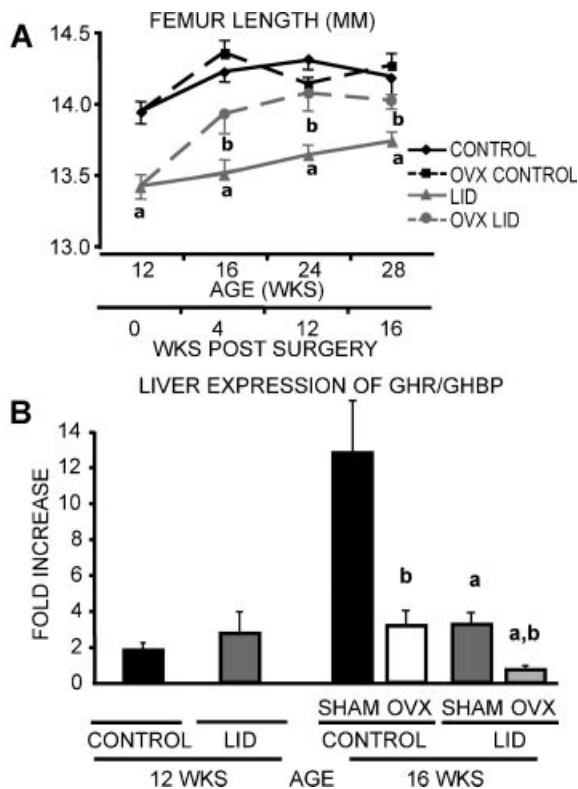 A
FEMUR LENGTH (MM)
14.5
14.0
13.5
13.0
b
b
b
a
a
a
a
CONTROL
OVX CONTROL
LID
OVX LID
12 16 24 28
AGE (WKS)
0 4 12 16
WKS POST SURGERY
LIVER EXPRESSION OF GHR/GHBP
B
FOLD INCREASE
14
12
10
8
6
4
2
0
b
a
a,b
SHAM OVX SHAM OVX
CONTROL LID CONTROL LID
12 WKS AGE 16 WKS